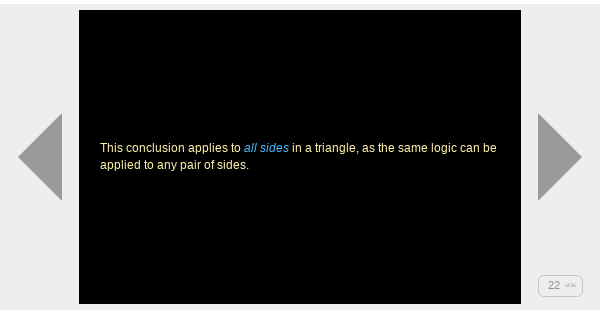 This conclusion applies to all sides in a triangle, as the same logic can be
applied to any pair of sides.
22